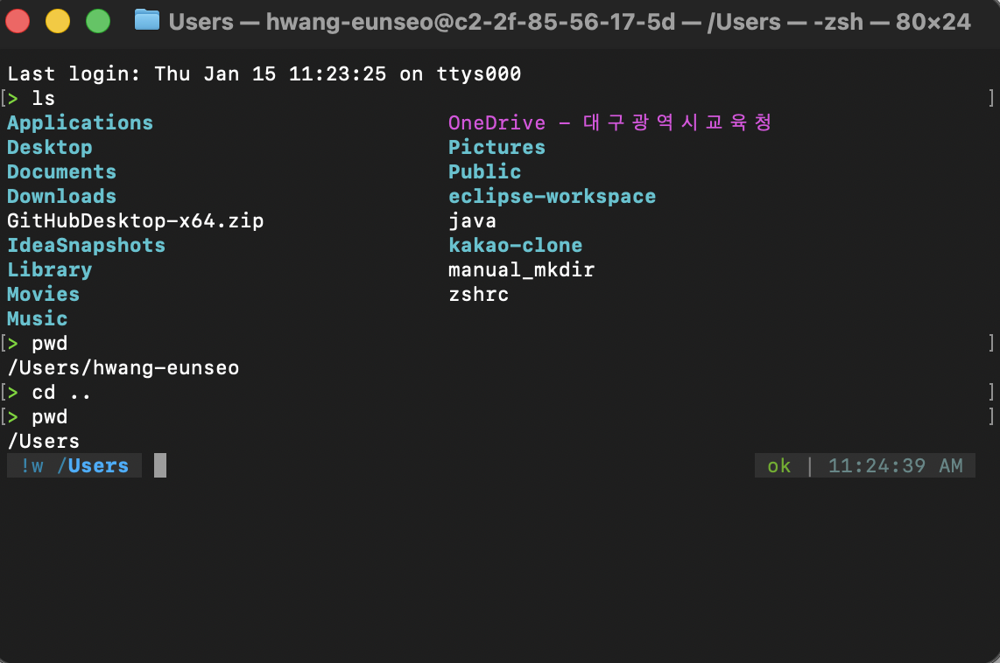 Users — hwang-eunseo@c2-2f-85-56-17-5d — /Users — -zsh — 80×24
Last login: Thu Jan 15 11:23:25 on ttys000
[> ls ]
Applications OneDrive - 대구광역시교육청
Desktop Pictures
Documents Public
Downloads eclipse-workspace
GitHubDesktop-x64.zip java
IdeaSnapshots kakao-clone
Library manual_mkdir
Movies zshrc
Music
[> pwd ]
/Users/hwang-eunseo
[> cd .. ]
[> pwd ]
/Users
!w /Users ok | 11:24:39 AM